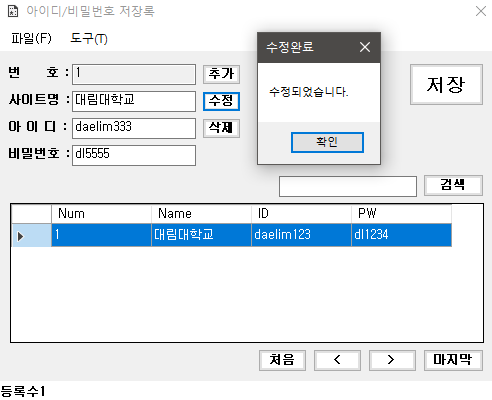 아이디/비밀번호 저장록
파일(F) 도구(T)
번 호 : 1 추가
사이트명 : 대림대학교 수정
아 이 디 : daelim333 삭제
비밀번호 : dl5555
수정완료
수정되었습니다.
확인
저장
검색
Num Name ID PW
1 대림대학교 daelim123 dl1234
처음 < > 마지막
등록수1